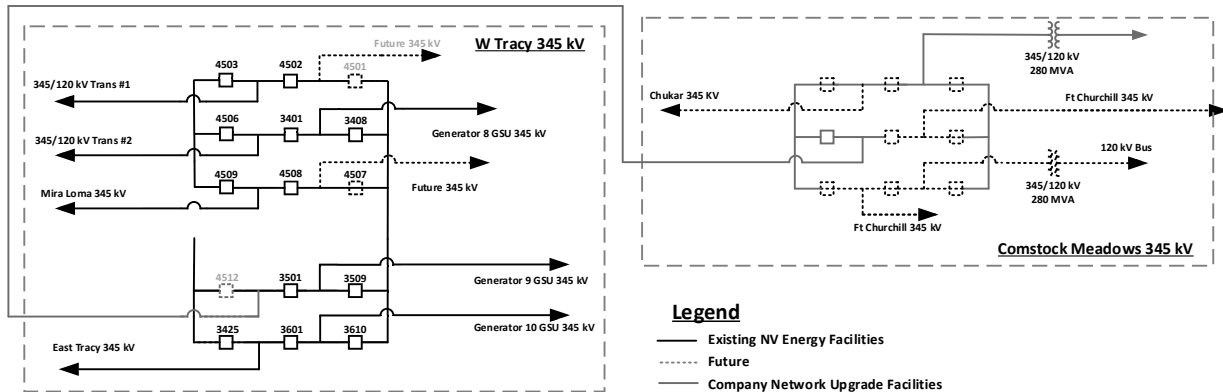 W Tracy 345 kV
Future 345 kV
4503
4502
4501
345/120 kV Trans #1
4506
3401
3408
Generator 8 GSU 345 kV
345/120 kV Trans #2
4509
4508
4507
Future 345 kV
Mira Loma 345 kV
4512
3501
3509
Generator 9 GSU 345 kV
3425
3601
3610
Generator 10 GSU 345 kV
East Tracy 345 kV
345/120 kV
280 MVA
Chukar 345 KV
Ft Churchill 345 kV
120 kV Bus
345/120 kV
280 MVA
Ft Churchill 345 kV
Comstock Meadows 345 kV
Legend
Existing NV Energy Facilities
Future
Company Network Upgrade Facilities